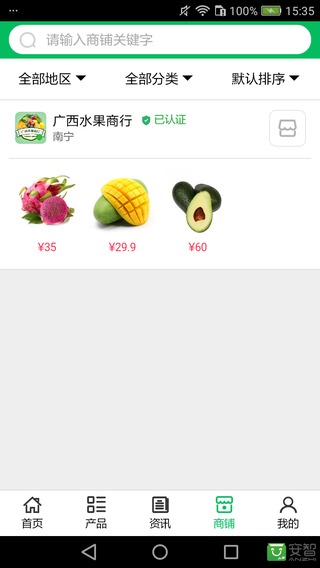 100% 15:35
请输入商铺关键字
全部地区 全部分类 默认排序
广西水果商行 已认证
南宁
¥35 ¥29.9 ¥60
首页 产品 资讯 商铺 我的
安智
ANZHI